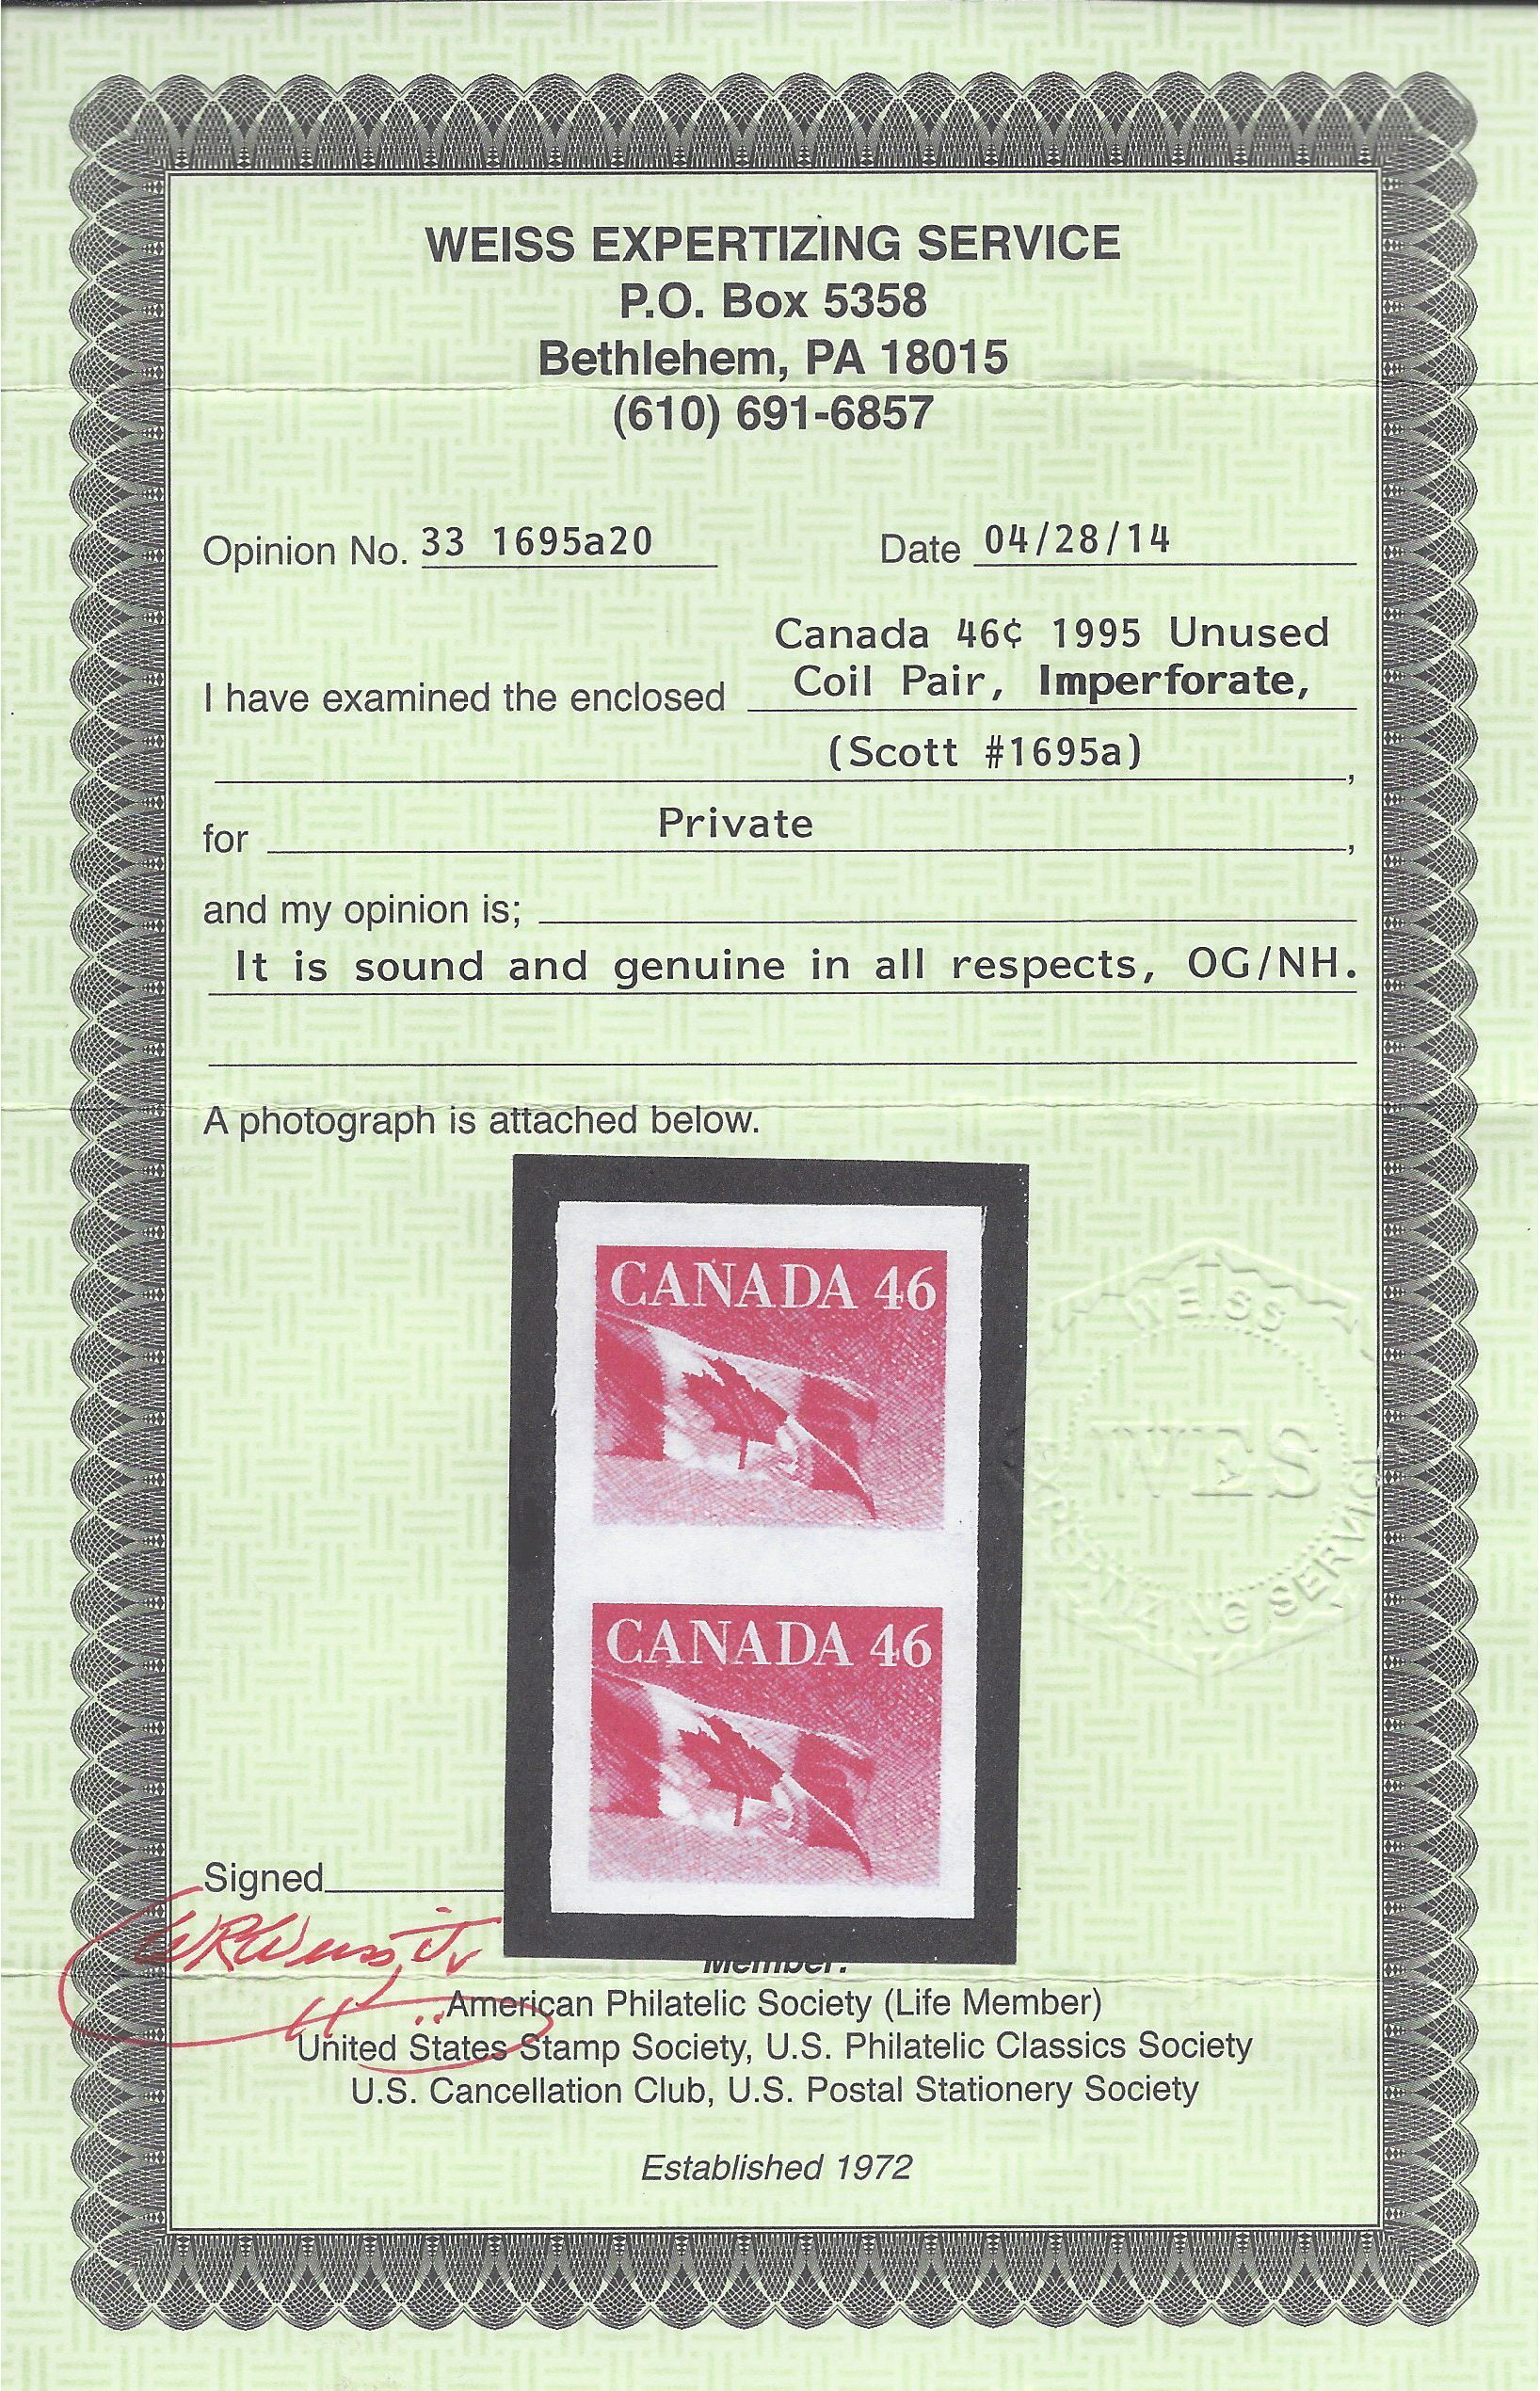 WEISS EXPERTIZING SERVICE
P.O. Box 5358
Bethlehem, PA 18015
(610) 691-6857
Opinion No. 33 1695a20 Date 04/28/14
Canada 46¢ 1995 Unused
I have examined the enclosed Coil Pair, Imperforate,
(Scott #1695a),
for Private,
and my opinion is;
It is sound and genuine in all respects, OG/NH.
A photograph is attached below.
CANADA 46
WEISS
WES
EXPERTIZING SERVICE
CANADA 46
Signed
WRWeiss, Jr
Member:
American Philatelic Society (Life Member)
United States Stamp Society, U.S. Philatelic Classics Society
U.S. Cancellation Club, U.S. Postal Stationery Society
Established 1972